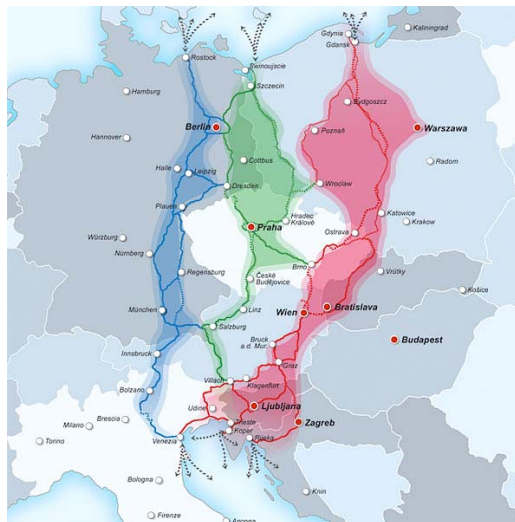 Kaliningrad
Gdynia
Gdansk
Rostock
Świnoujście
Szczecin
Hamburg
Bydgoszcz
Berlin
Warszawa
Hannover
Poznań
Radom
Cottbus
Halle
Leipzig
Dresden
Wroclaw
Plauen
Hradec
Králové
Katowice
Krakow
Praha
Ostrava
Würzburg
Nürnberg
Brno
Vrútky
Regensburg
České
Budějovice
Košice
München
Linz
Wien
Bratislava
Salzburg
Bruck
a.d. Mur
Budapest
Innsbruck
Graz
Villach
Klagenfurt
Bolzano
Udine
Ljubljana
Trieste
Koper
Rijeka
Zagreb
Brescia
Milano
Torino
Venezia
Bologna
Knin
Firenze
Ancona